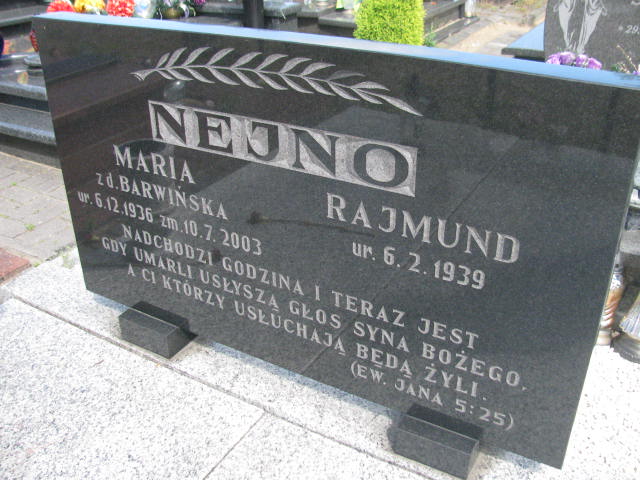 NEJNO
MARIA
zd. BARWIŃSKA
ur. 6.12.1936 zm. 10.7.2003
RAJMUND
ur. 6.2.1939
NADCHODZI GODZINA I TERAZ JEST
GDY UMARLI USŁYSZĄ GŁOS SYNA BOŻEGO.
A CI KTÓRZY USŁUCHAJĄ BEDĄ ŻYLI.
(EW. JANA 5:25)